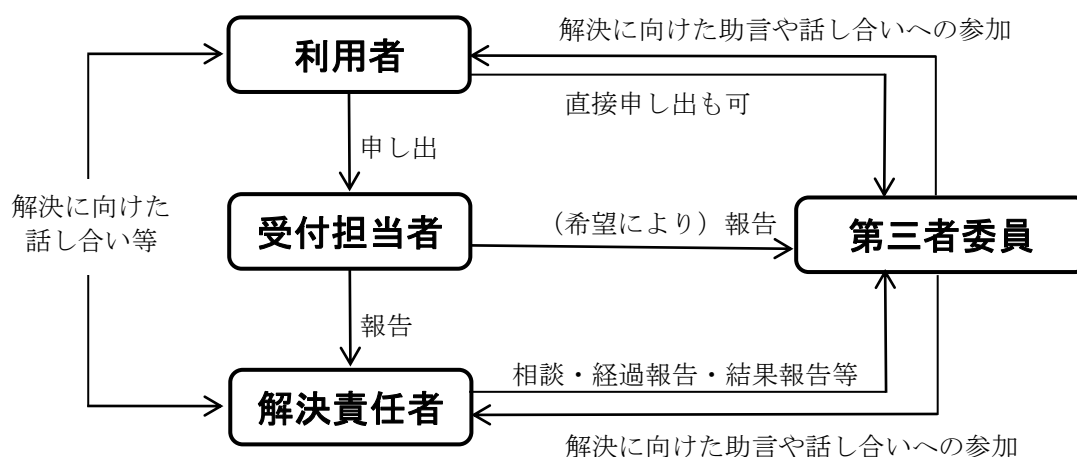 解決に向けた助言や話し合いへの参加
利用者
直接申し出も可
申し出
解決に向けた
話し合い等
受付担当者
（希望により）報告
第三者委員
報告
相談・経過報告・結果報告等
解決責任者
解決に向けた助言や話し合いへの参加